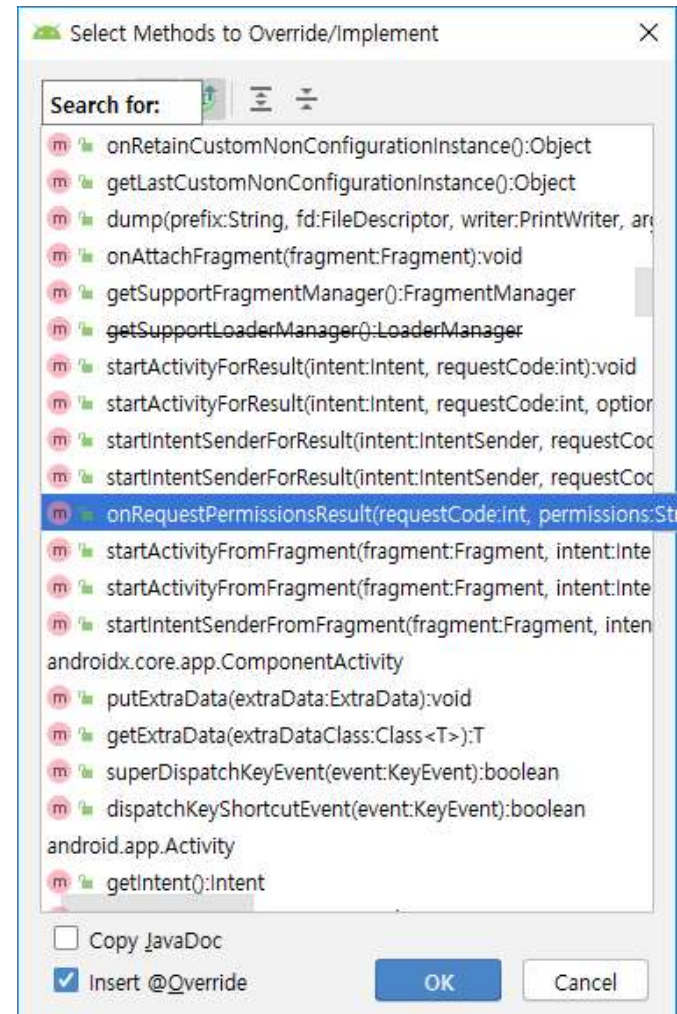 Select Methods to Override/Implement
Search for:
onRetainCustomNonConfigurationInstance():Object
getLastCustomNonConfigurationInstance():Object
dump(prefix:String, fd:FileDescriptor, writer:PrintWriter, arg
onAttachFragment(fragment:Fragment):void
getSupportFragmentManager():FragmentManager
getSupportLoaderManager():LoaderManager
startActivityForResult(intent:Intent, requestCode:int):void
startActivityForResult(intent:Intent, requestCode:int, option
startIntentSenderForResult(intent:IntentSender, requestCod
startIntentSenderForResult(intent:IntentSender, requestCod
onRequestPermissionsResult(requestCode:int, permissions:Str
startActivityFromFragment(fragment:Fragment, intent:Inte
startActivityFromFragment(fragment:Fragment, intent:Inte
startIntentSenderFromFragment(fragment:Fragment, inten
androidx.core.app.ComponentActivity
putExtraData(extraData:ExtraData):void
getExtraData(extraDataClass:Class<T>):T
superDispatchKeyEvent(event:KeyEvent):boolean
dispatchKeyShortcutEvent(event:KeyEvent):boolean
android.app.Activity
getIntent():Intent
Copy JavaDoc
Insert @Override
OK
Cancel